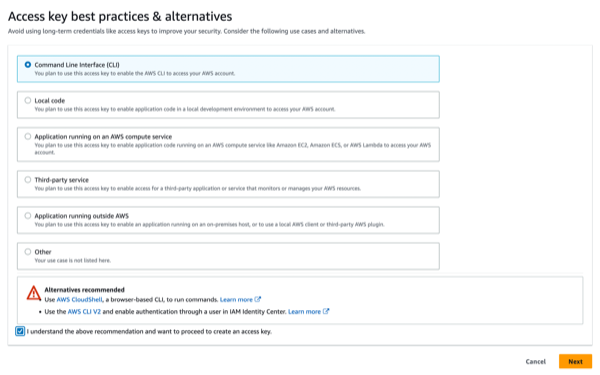 Access key best practices & alternatives
Avoid using long-term credentials like access keys to improve your security. Consider the following use cases and alternatives.
Command Line Interface (CLI)
You plan to use this access key to enable the AWS CLI to access your AWS account.
Local code
You plan to use this access key to enable application code in a local development environment to access your AWS account.
Application running on an AWS compute service
You plan to use this access key to enable application code running on an AWS compute service like Amazon EC2, Amazon ECS, or AWS Lambda to access your AWS
account.
Third-party service
You plan to use this access key to enable access for a third-party application or service that monitors or manages your AWS resources.
Application running outside AWS
You plan to use this access key to enable an application running on an on-premises host, or to use a local AWS client or third-party AWS plugin.
Other
Your use case is not listed here.
Alternatives recommended
Use AWS CloudShell, a browser-based CLI, to run commands. Learn more
• Use the AWS CLI V2 and enable authentication through a user in IAM Identity Center. Learn more
I understand the above recommendation and want to proceed to create an access key.
Cancel Next